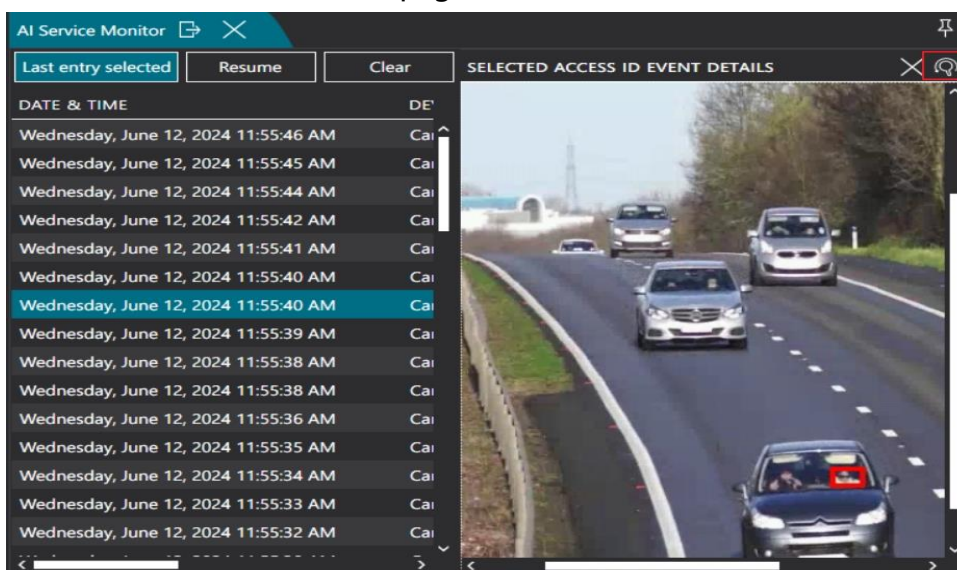 AI Service Monitor
Last entry selected Resume Clear SELECTED ACCESS ID EVENT DETAILS
DATE & TIME
Wednesday, June 12, 2024 11:55:46 AM
Wednesday, June 12, 2024 11:55:45 AM
Wednesday, June 12, 2024 11:55:44 AM
Wednesday, June 12, 2024 11:55:42 AM
Wednesday, June 12, 2024 11:55:41 AM
Wednesday, June 12, 2024 11:55:40 AM
Wednesday, June 12, 2024 11:55:40 AM
Wednesday, June 12, 2024 11:55:39 AM
Wednesday, June 12, 2024 11:55:38 AM
Wednesday, June 12, 2024 11:55:38 AM
Wednesday, June 12, 2024 11:55:36 AM
Wednesday, June 12, 2024 11:55:35 AM
Wednesday, June 12, 2024 11:55:34 AM
Wednesday, June 12, 2024 11:55:33 AM
Wednesday, June 12, 2024 11:55:32 AM